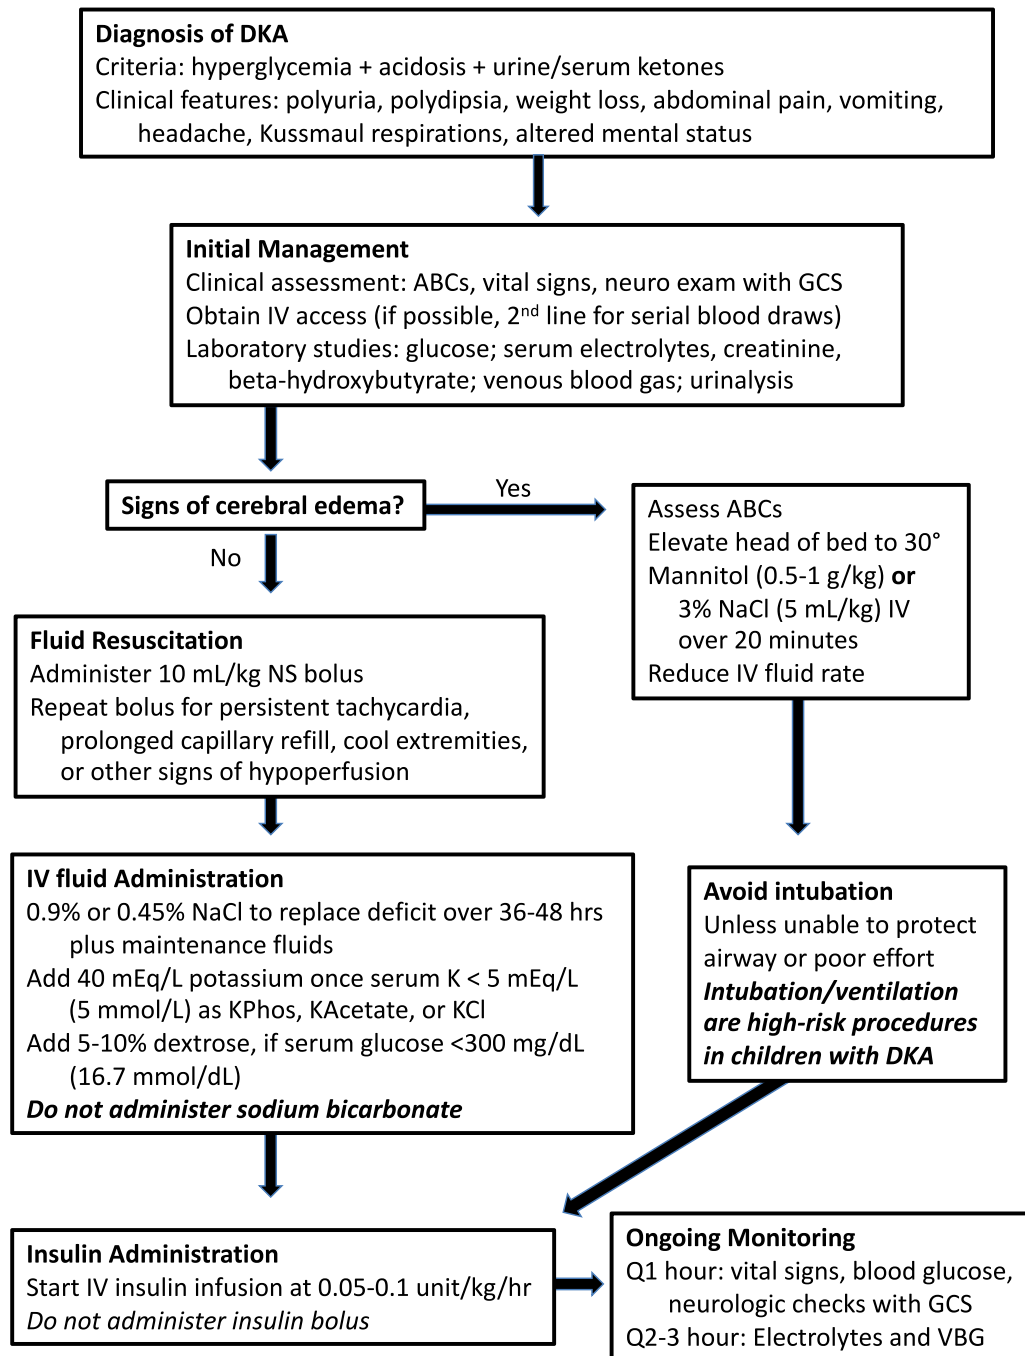 Diagnosis of DKA
Criteria: hyperglycemia + acidosis + urine/serum ketones
Clinical features: polyuria, polydipsia, weight loss, abdominal pain, vomiting,
headache, Kussmaul respirations, altered mental status
Initial Management
Clinical assessment: ABCs, vital signs, neuro exam with GCS
Obtain IV access (if possible, 2nd line for serial blood draws)
Laboratory studies: glucose; serum electrolytes, creatinine,
beta-hydroxybutyrate; venous blood gas; urinalysis
Signs of cerebral edema?
Yes
No
Assess ABCs
Elevate head of bed to 30°
Mannitol (0.5-1 g/kg) or
3% NaCl (5 mL/kg) IV
over 20 minutes
Reduce IV fluid rate
Fluid Resuscitation
Administer 10 mL/kg NS bolus
Repeat bolus for persistent tachycardia,
prolonged capillary refill, cool extremities,
or other signs of hypoperfusion
IV fluid Administration
0.9% or 0.45% NaCl to replace deficit over 36-48 hrs
plus maintenance fluids
Add 40 mEq/L potassium once serum K < 5 mEq/L
(5 mmol/L) as KPhos, KAcetate, or KCl
Add 5-10% dextrose, if serum glucose <300 mg/dL
(16.7 mmol/dL)
Do not administer sodium bicarbonate
Avoid intubation
Unless unable to protect
airway or poor effort
Intubation/ventilation
are high-risk procedures
in children with DKA
Insulin Administration
Start IV insulin infusion at 0.05-0.1 unit/kg/hr
Do not administer insulin bolus
Ongoing Monitoring
Q1 hour: vital signs, blood glucose,
neurologic checks with GCS
Q2-3 hour: Electrolytes and VBG